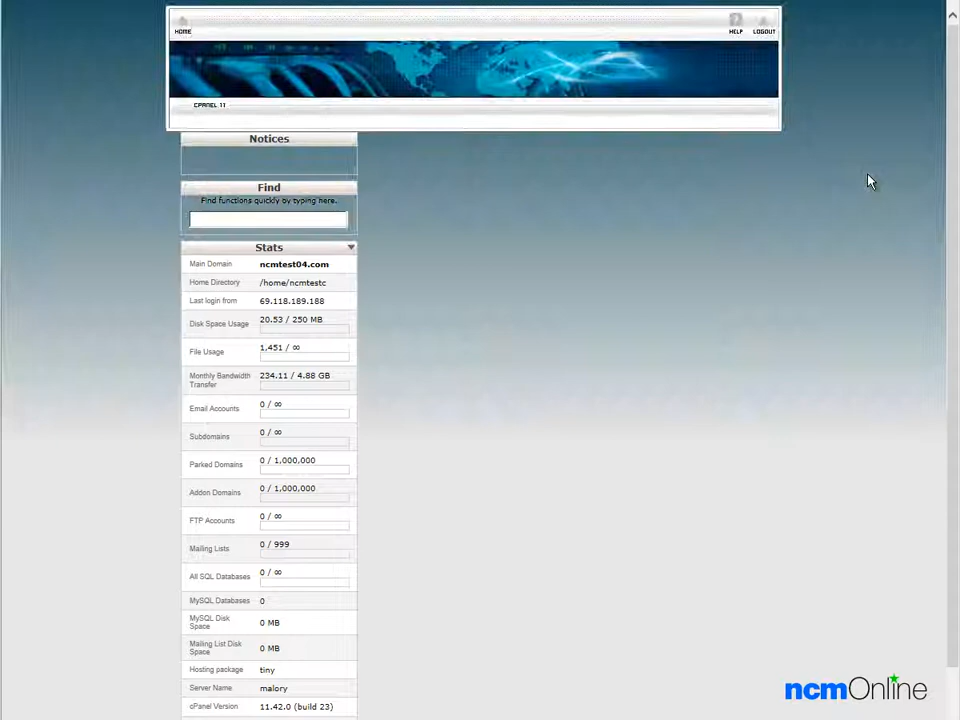 HOME
HELP LOGOUT
CPANEL 11
Notices
Find
Find functions quickly by typing here.
Stats
Main Domain ncmtest04.com
Home Directory /home/ncmtestc
Last login from 69.118.189.188
Disk Space Usage 20.53 / 250 MB
File Usage 1,451 / ∞
Monthly Bandwidth Transfer 234.11 / 4.88 GB
Email Accounts 0 / ∞
Subdomains 0 / ∞
Parked Domains 0 / 1,000,000
Addon Domains 0 / 1,000,000
FTP Accounts 0 / ∞
Mailing Lists 0 / 999
All SQL Databases 0 / ∞
MySQL Databases 0
MySQL Disk Space 0 MB
Mailing List Disk Space 0 MB
Hosting package tiny
Server Name malory
cPanel Version 11.42.0 (build 23)
ncmOnline